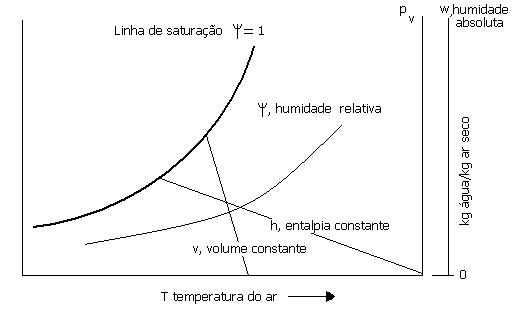 Linha de saturação Ψ = 1
p v
w,humidade
absoluta
Ψ, humidade relativa
kg água/kg ar seco
h, entalpia constante
v, volume constante
0
T temperatura do ar